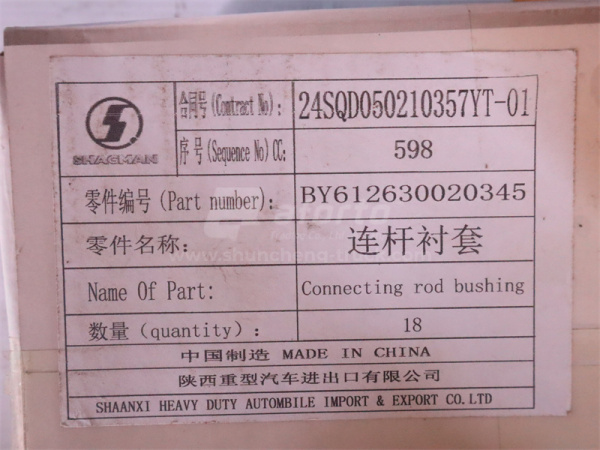 SHACMAN
合同号(Contract No)： 24SQD050210357YT-01
序号(Sequence No)CC: 598
零件编号(Part number): BY612630020345
零件名称： 连杆衬套
Name Of Part: Connecting rod bushing
数量（quantity）： 18
中国制造 MADE IN CHINA
陕西重型汽车进出口有限公司
SHAANXI HEAVY DUTY AUTOMBILE IMPORT & EXPORT CO.LTD